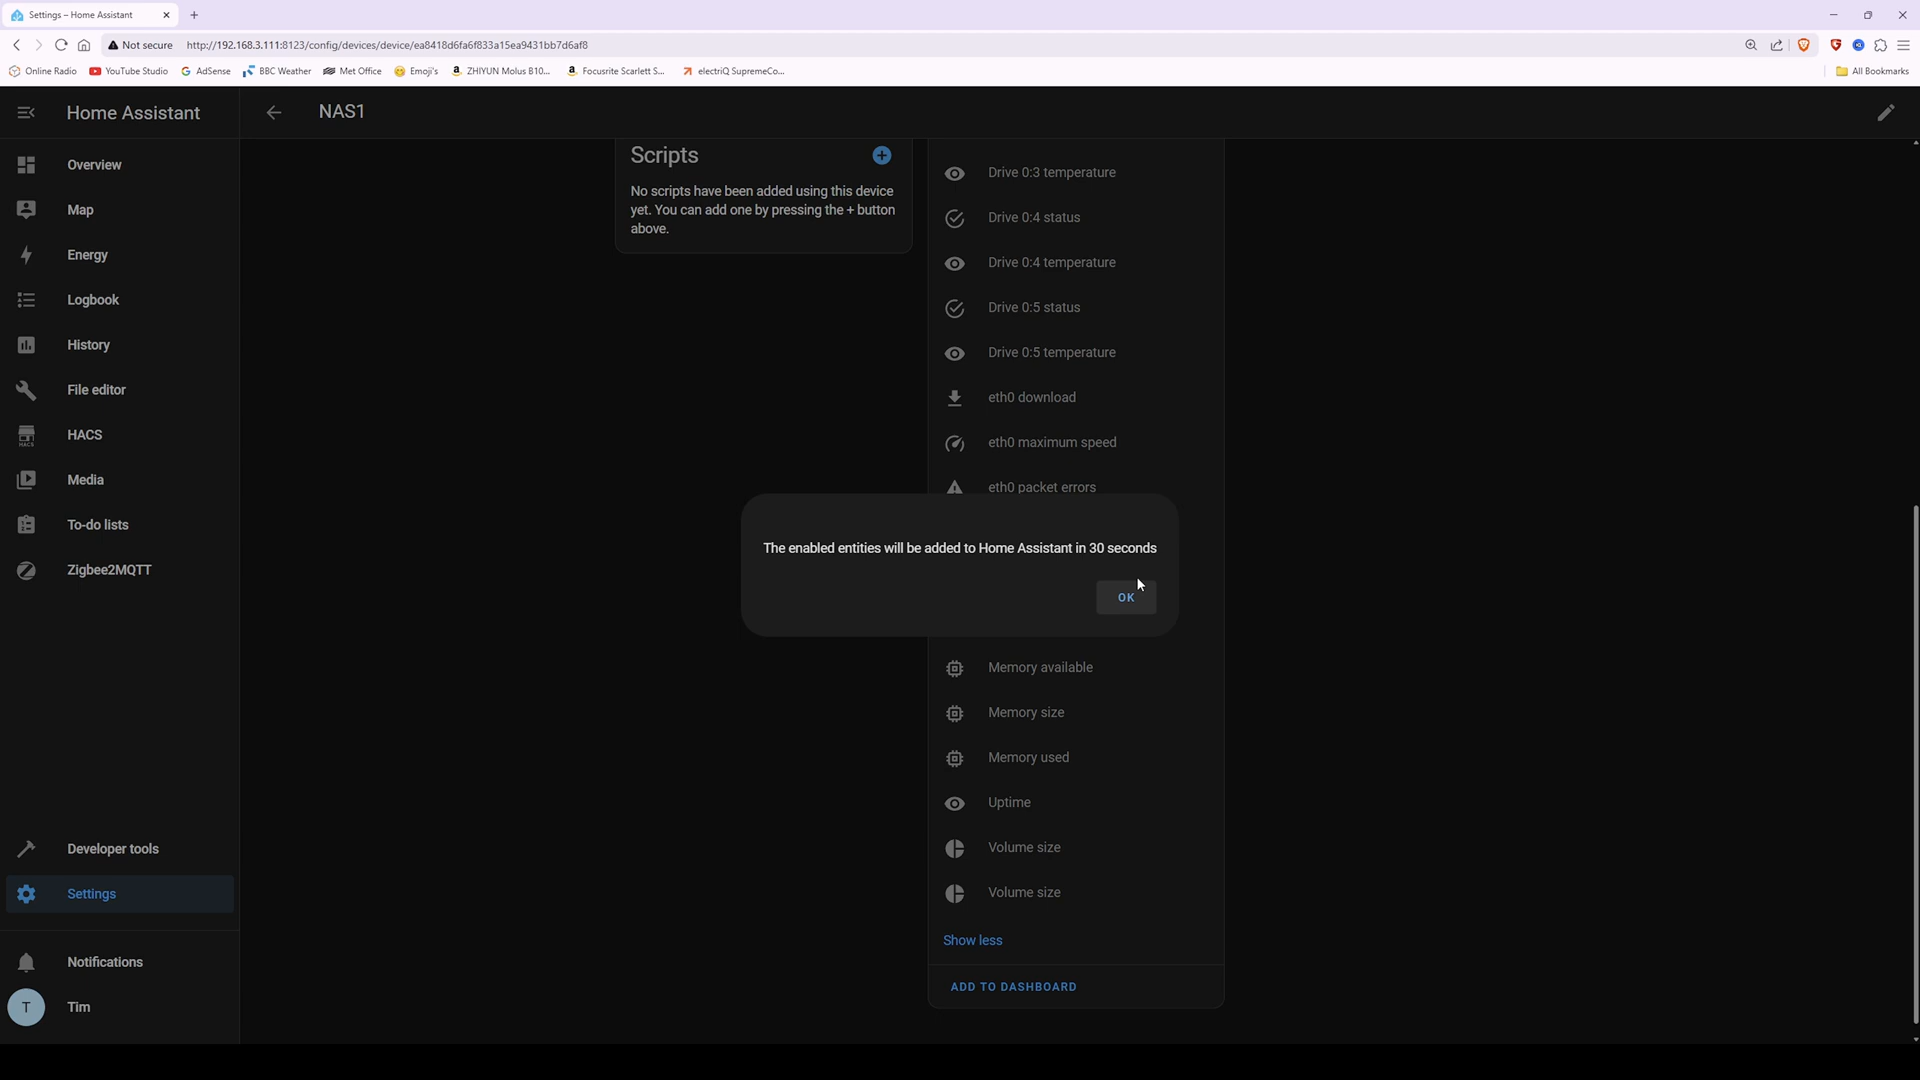 Settings – Home Assistant
Not secure
http://192.168.3.111:8123/config/devices/device/ea8418d6fa6f833a15ea9431bb7d6af8
Online Radio
YouTube Studio
AdSense
BBC Weather
Met Office
Emoji's
ZHIYUN Molus B10...
Focusrite Scarlett S...
electriQ SupremeCo...
All Bookmarks
Home Assistant
NAS1
Overview
Map
Energy
Logbook
History
File editor
HACS
HACS
Media
To-do lists
Zigbee2MQTT
Developer tools
Settings
Notifications
T
Tim
Scripts
No scripts have been added using this device
yet. You can add one by pressing the + button
above.
Drive 0:3 temperature
Drive 0:4 status
Drive 0:4 temperature
Drive 0:5 status
Drive 0:5 temperature
eth0 download
eth0 maximum speed
eth0 packet errors
The enabled entities will be added to Home Assistant in 30 seconds
OK
Memory available
Memory size
Memory used
Uptime
Volume size
Volume size
Show less
ADD TO DASHBOARD